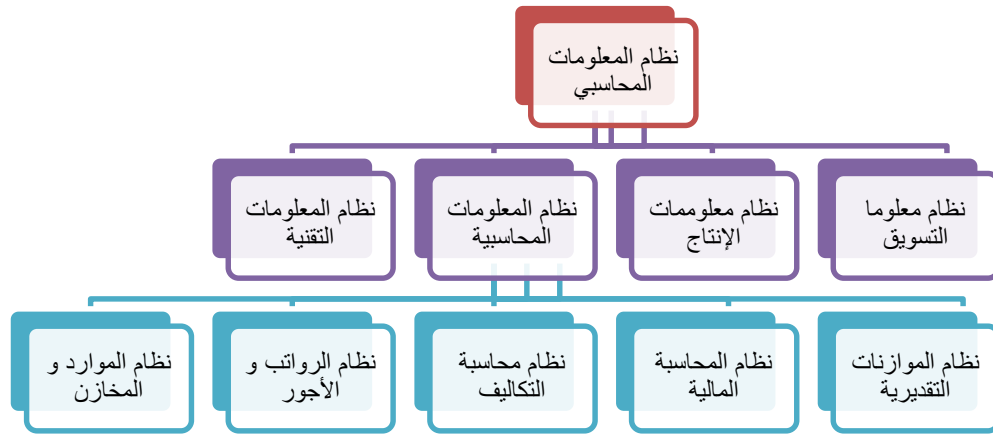 نظام المعلومات
المحاسبي
نظام معلوما
التسويق
نظام معلوممات
الإنتاج
نظام المعلومات
المحاسبية
نظام المعلومات
التقنية
نظام الموازنات
التقديرية
نظام المحاسبة
المالية
نظام محاسبة
التكاليف
نظام الرواتب و
الأجور
نظام الموارد و
المخازن